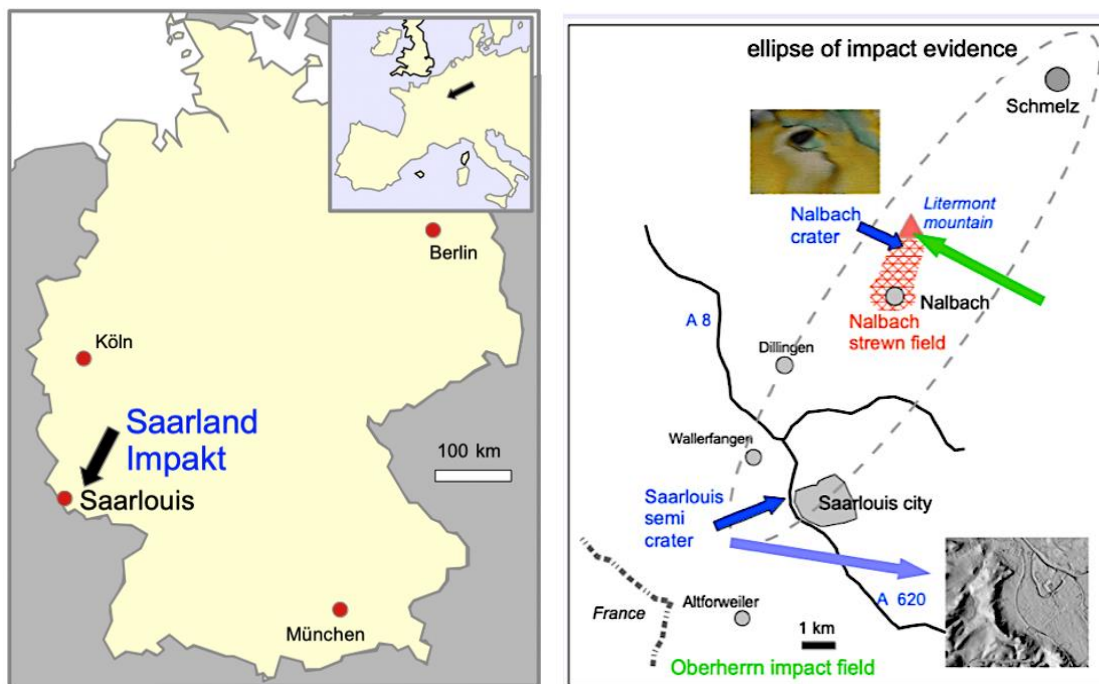 Berlin
Köln
Saarland
Impakt
100 km
Saarlouis
München
ellipse of impact evidence
Schmelz
Litermont
mountain
Nalbach
crater
Nalbach
A 8
Nalbach
strewn field
Dillingen
Wallerfangen
Saarlouis
semi
crater
Saarlouis city
A 620
France
Altforweiler
1 km
Oberherrn impact field